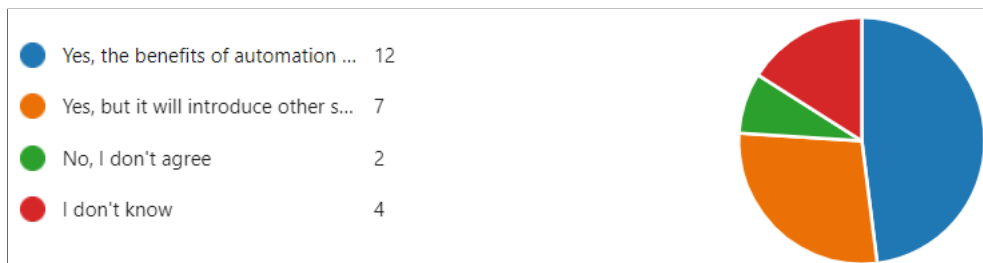 Yes, the benefits of automation ... 12
Yes, but it will introduce other s... 7
No, I don't agree 2
I don't know 4